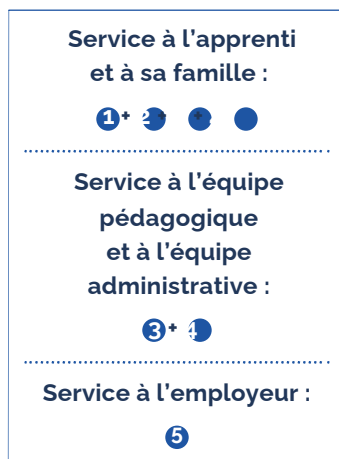 Service à l’apprenti
et à sa famille :
1 + 2 + +
Service à l’équipe
pédagogique
et à l’équipe
administrative :
3 + 4
Service à l’employeur :
5